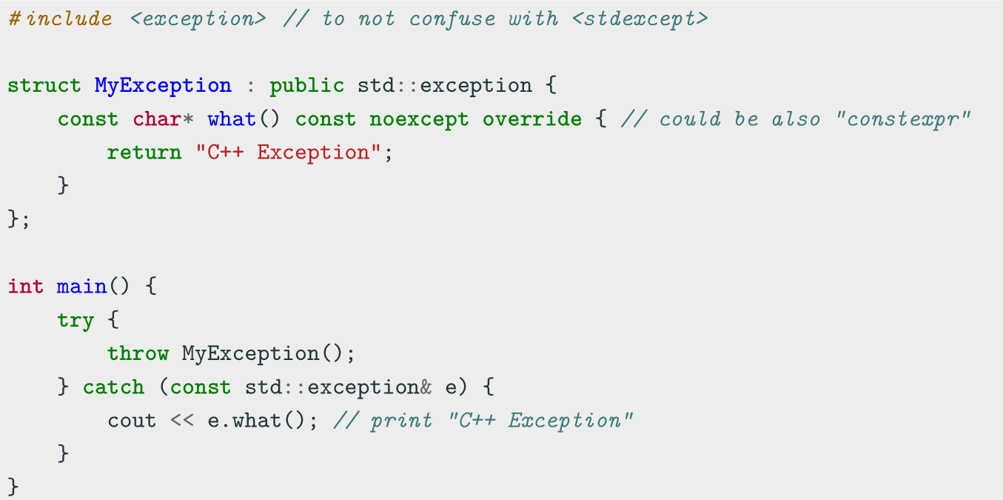 #include <exception> // to not confuse with <stdexcept>
struct MyException : public std::exception {
    const char* what() const noexcept override { // could be also "constexpr"
        return "C++ Exception";
    }
};
int main() {
    try {
        throw MyException();
    } catch (const std::exception& e) {
        cout << e.what(); // print "C++ Exception"
    }
}